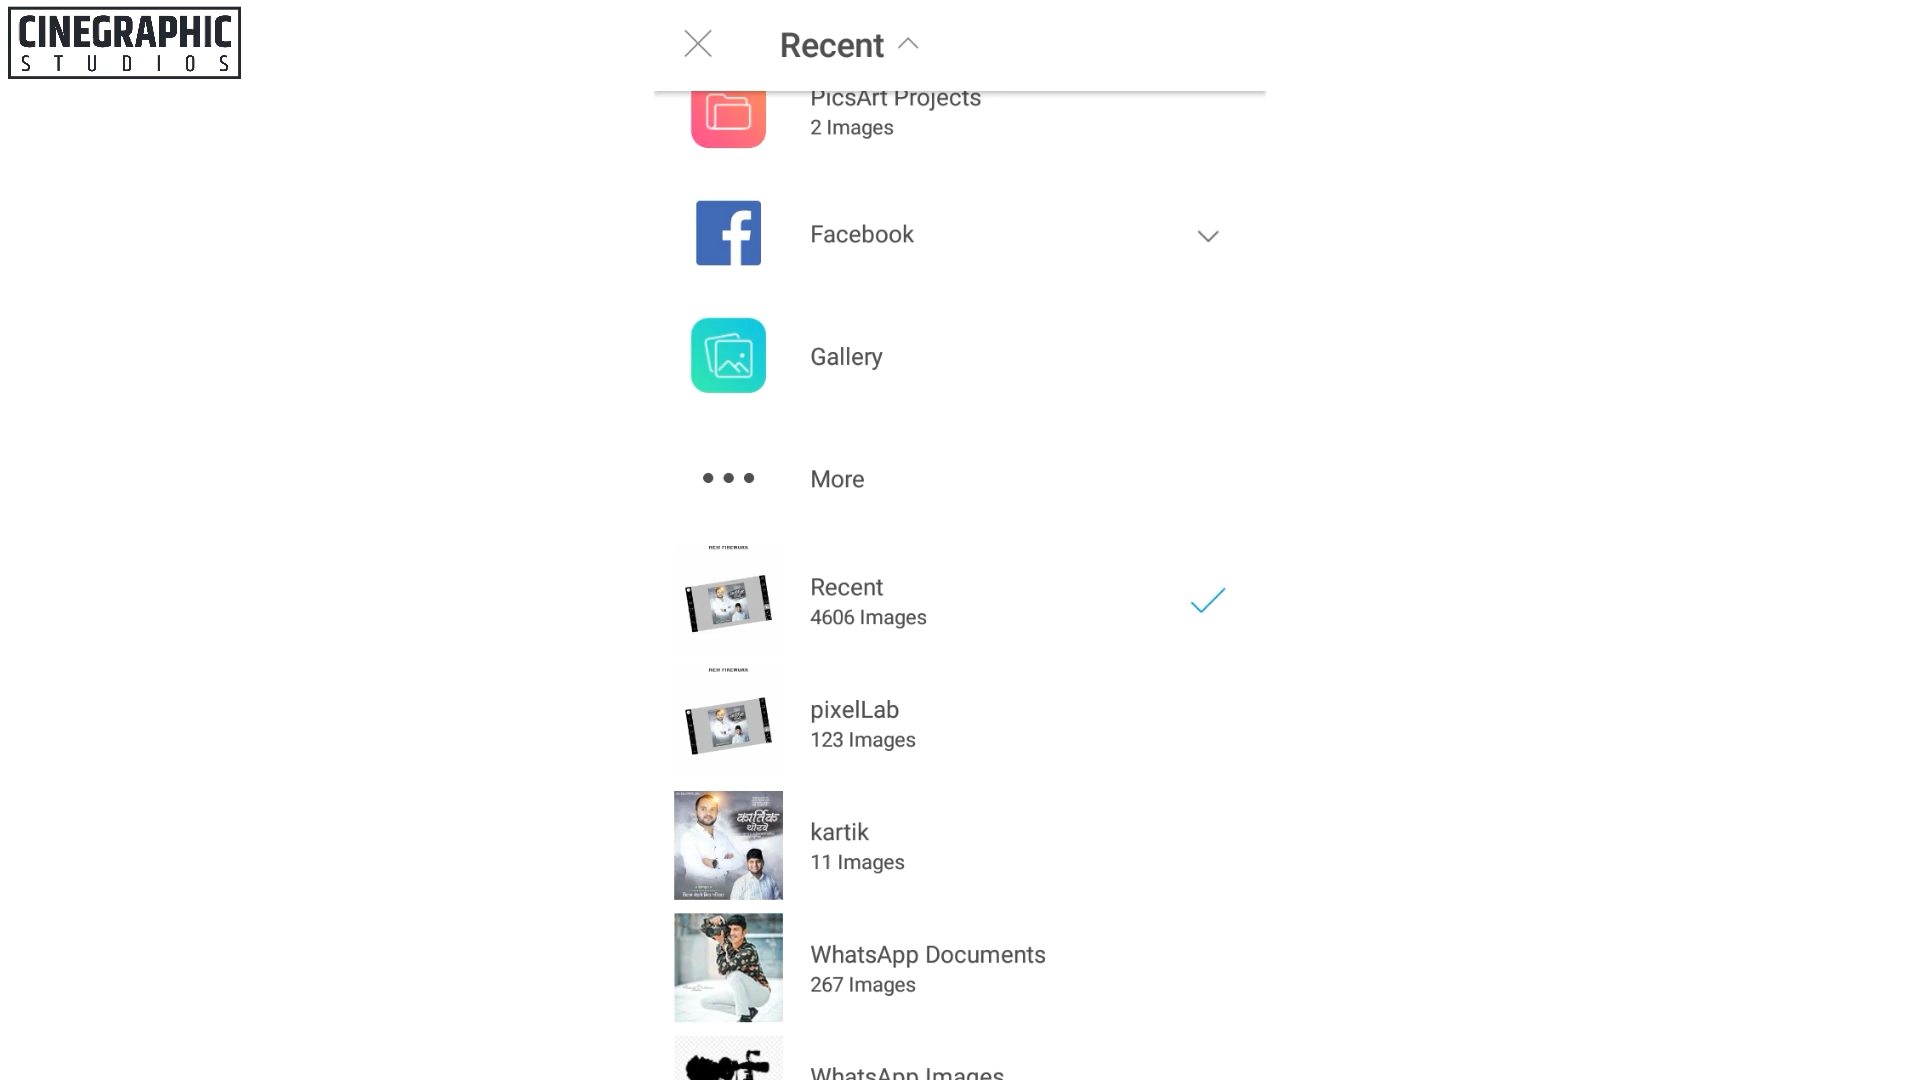 CINEGRAPHIC
STUDIOS
Recent
PicsArt Projects
2 Images
Facebook
Gallery
More
Recent
4606 Images
pixelLab
123 Images
कार्तिक
kartik
11 Images
WhatsApp Documents
267 Images
WhatsApp Images